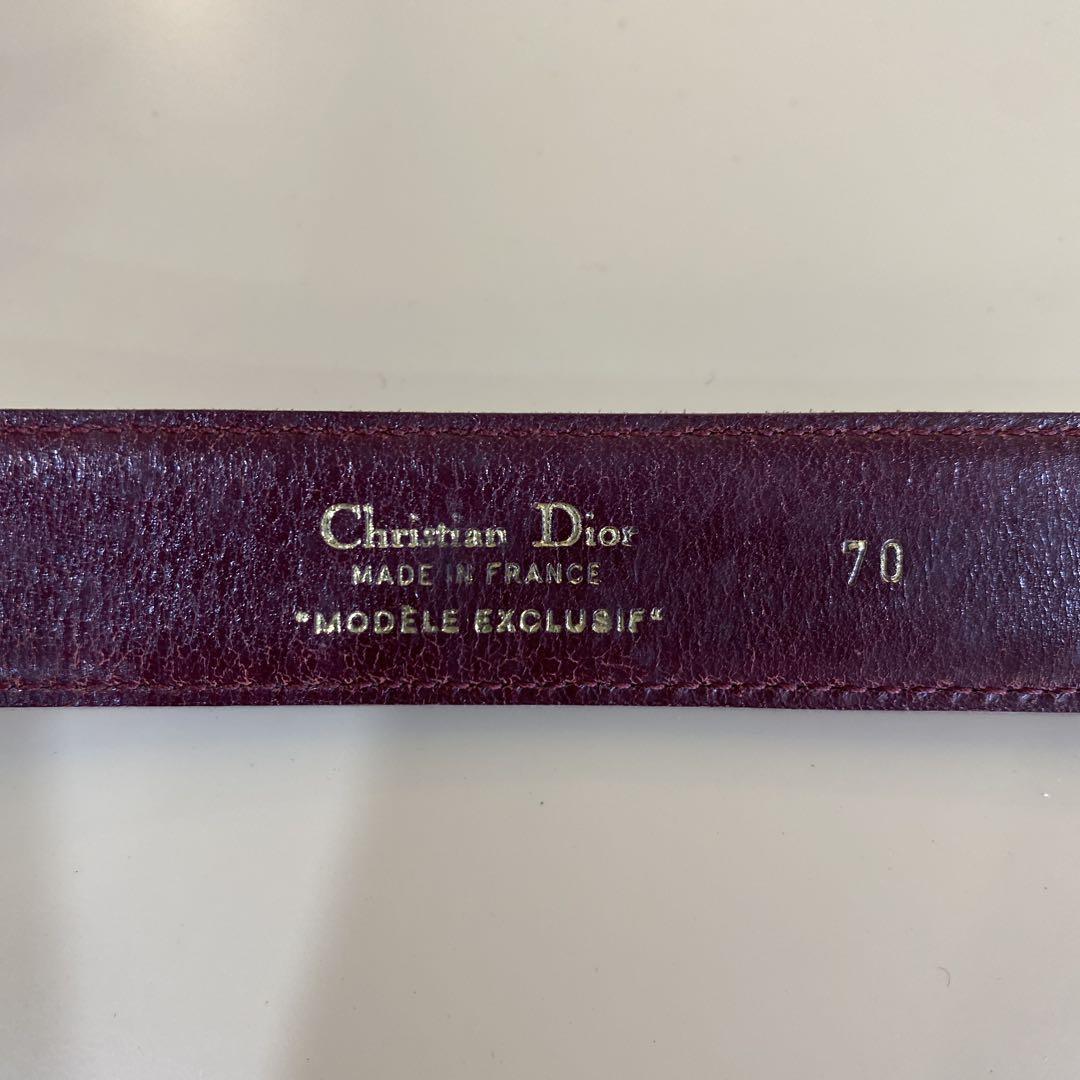 Christian Dior
MADE IN FRANCE
"MODÈLE EXCLUSIF"
70